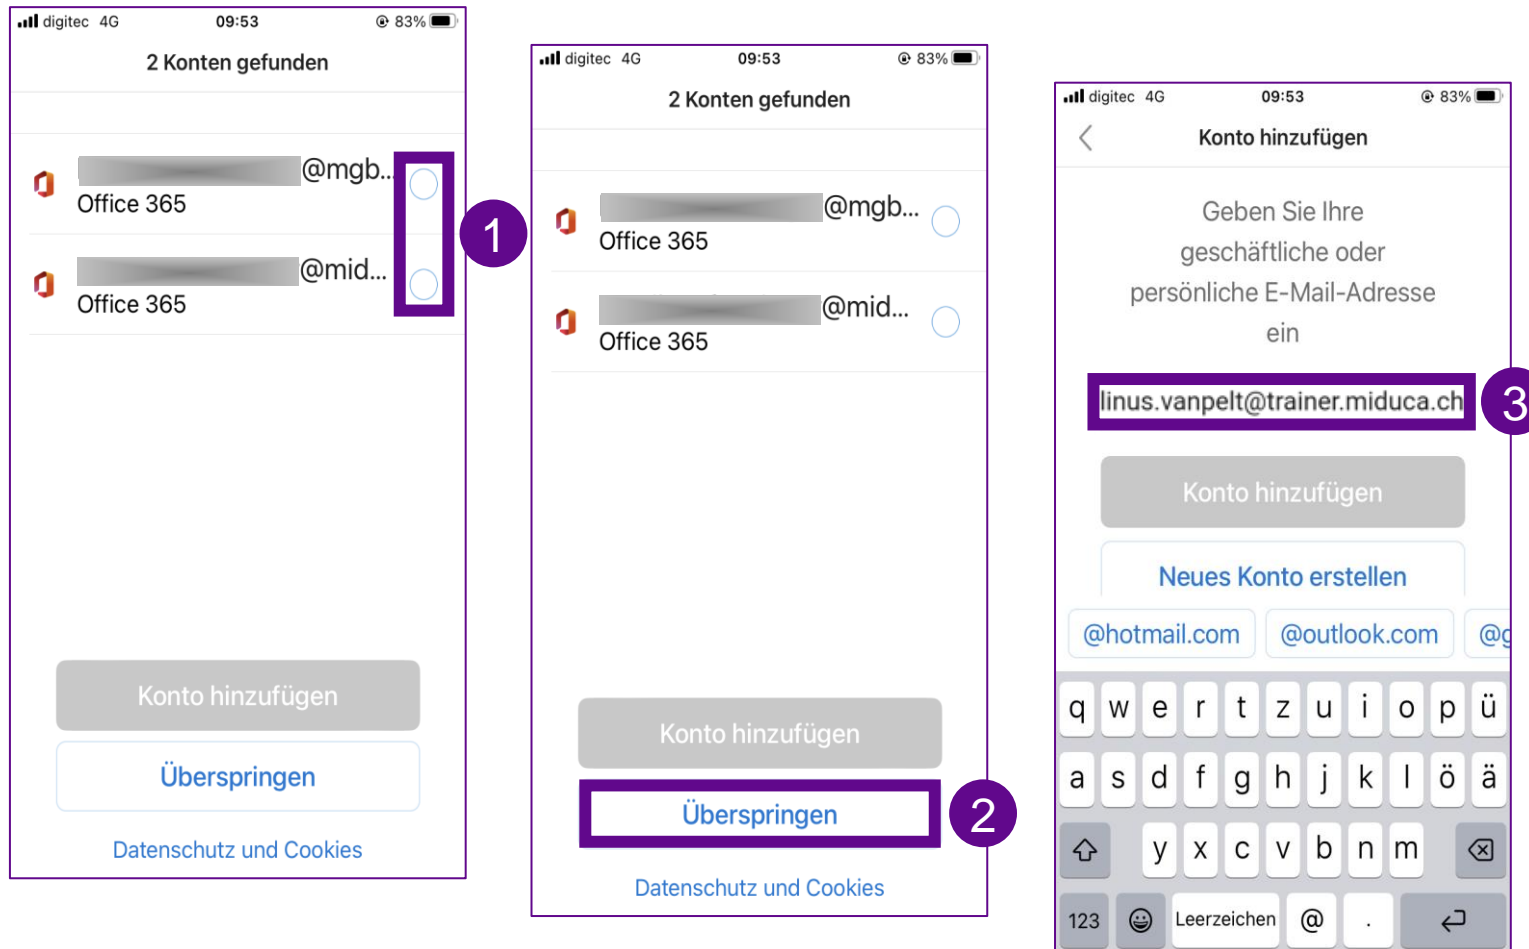 digitec 4G 09:53 83%
2 Konten gefunden
@mgb...
Office 365
@mid...
Office 365
1
Konto hinzufügen
Überspringen
Datenschutz und Cookies
digitec 4G 09:53 83%
2 Konten gefunden
@mgb...
Office 365
@mid...
Office 365
Konto hinzufügen
Überspringen
2
Datenschutz und Cookies
digitec 4G 09:53 83%
Konto hinzufügen
Geben Sie Ihre
geschäftliche oder
persönliche E-Mail-Adresse
ein
linus.vanpelt@trainer.miduca.ch
3
Konto hinzufügen
Neues Konto erstellen
@hotmail.com @outlook.com @g
q w e r t z u i o p ü
a s d f g h j k l ö ä
y x c v b n m
123 Leerzeichen @ .